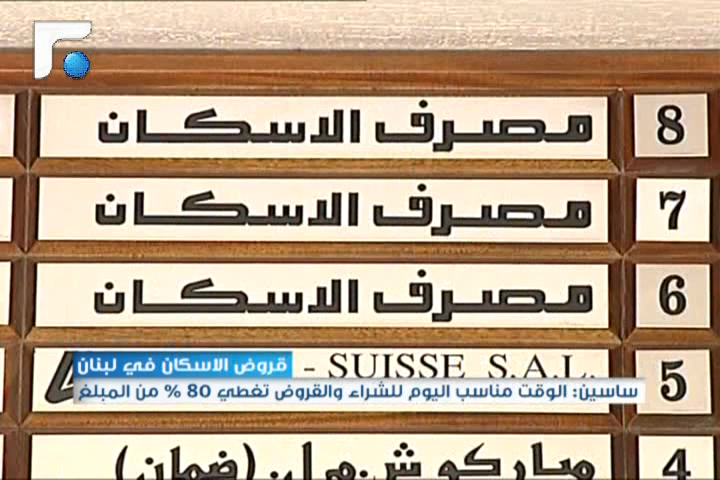 مصرف الاسكان 8
مصرف الاسكان 7
مصرف الاسكان 6
- SUISSE S.A.L. 5
قروض الاسكان في لبنان
ساسين: الوقت مناسب اليوم للشراء والقروض تغطي 80 % من المبلغ
ماركو ش.م.ل. (ضمان) 4